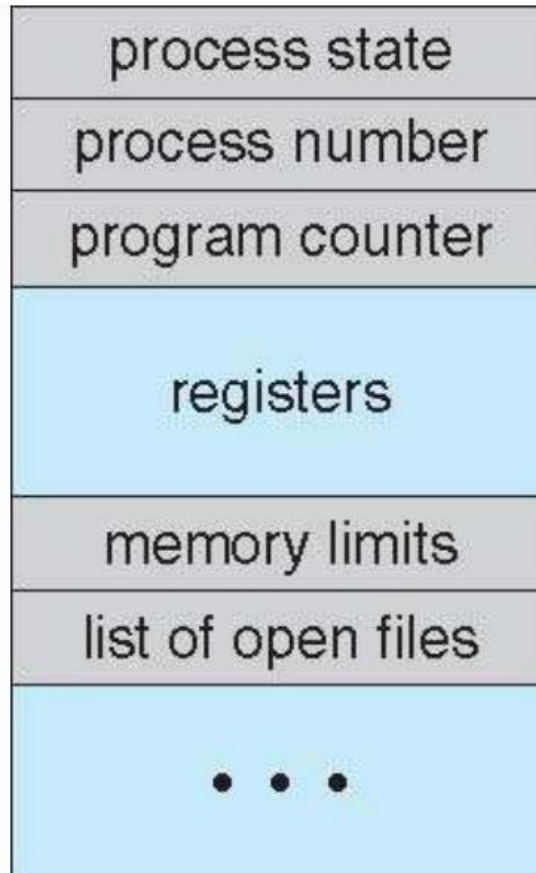 process state
process number
program counter
registers
memory limits
list of open files
• • •